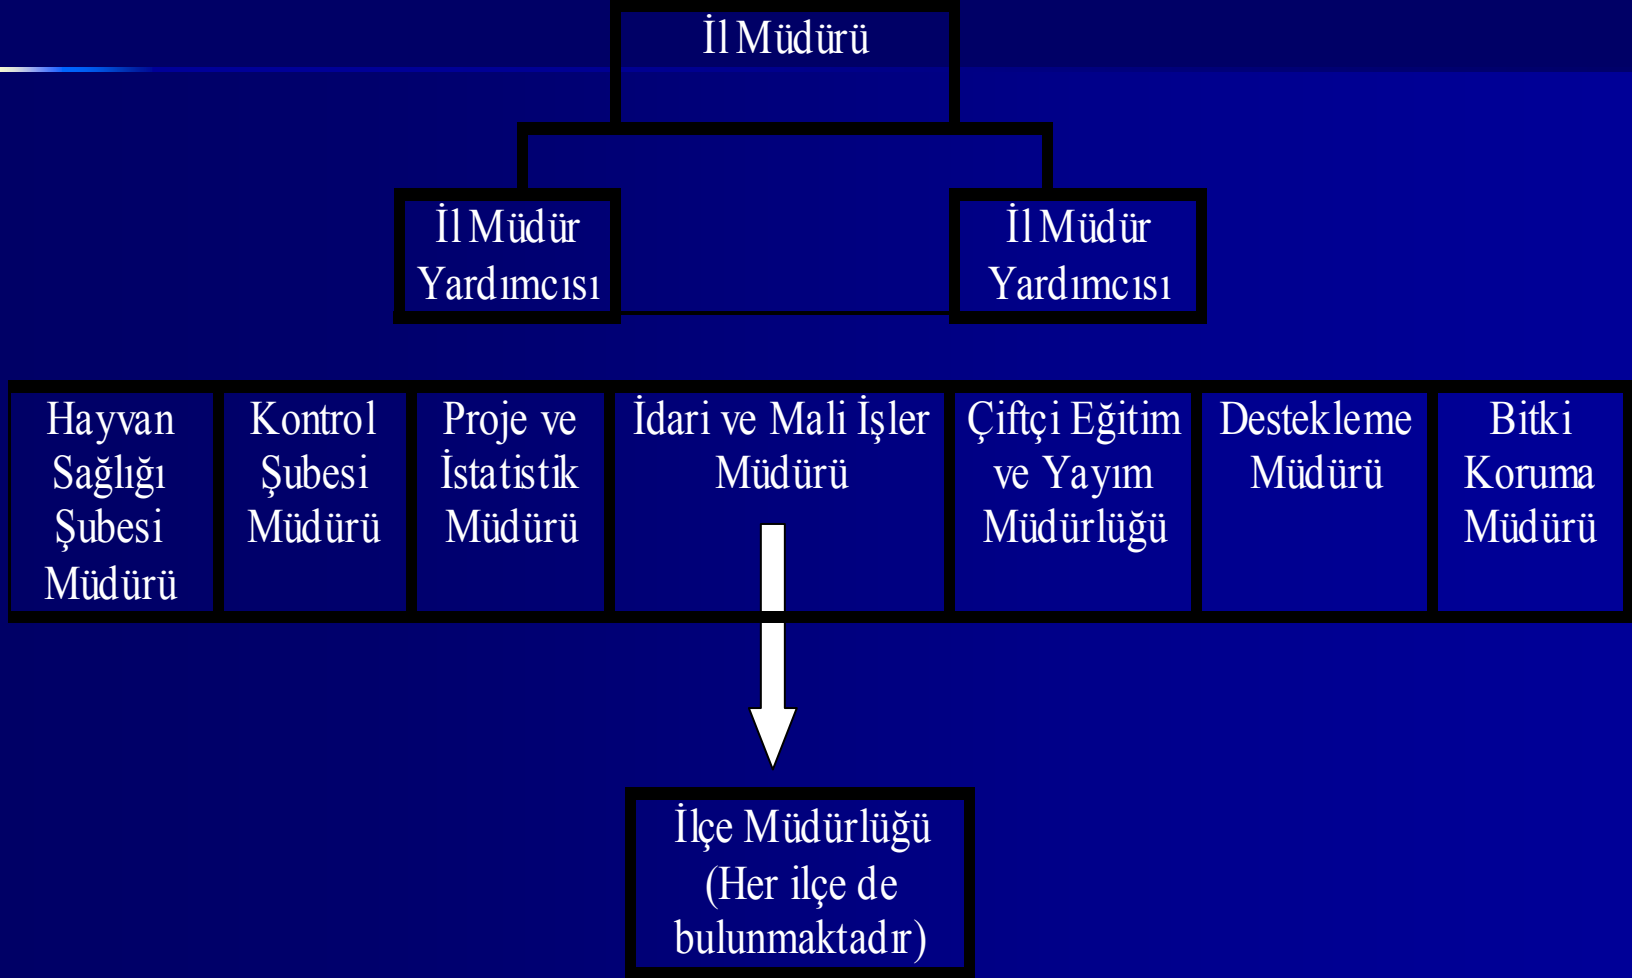 İl Müdürü
İl Müdür
Yardımcısı
İl Müdür
Yardımcısı
Hayvan
Sağlığı
Şubesi
Müdürü
Kontrol
Şubesi
Müdürü
Proje ve
İstatistik
Müdürü
İdari ve Mali İşler
Müdürü
Çiftçi Eğitim
ve Yayım
Müdürlüğü
Destekleme
Müdürü
Bitki
Koruma
Müdürü
İlçe Müdürlüğü
(Her ilçe de
bulunmaktadır)